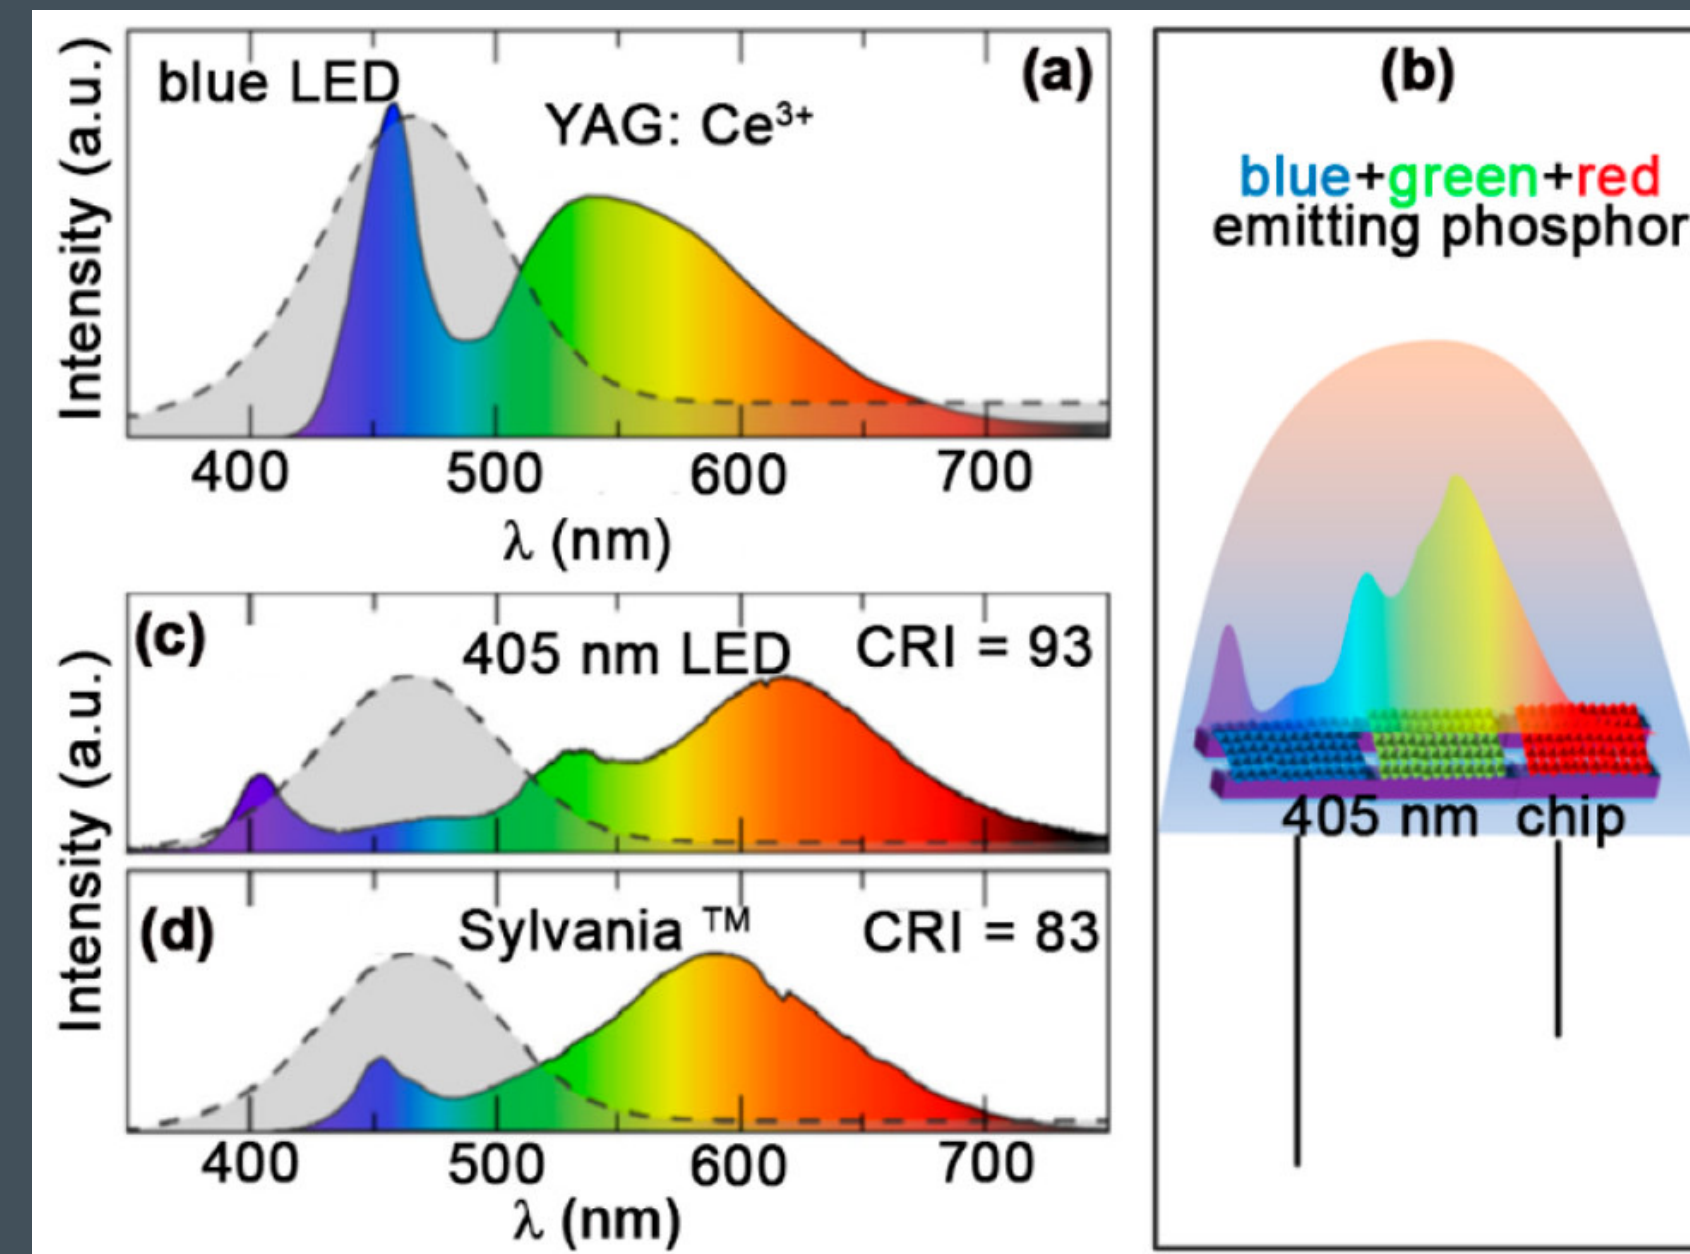 (a)
blue LED
YAG: Ce³⁺
Intensity (a.u.)
400 500 600 700
λ (nm)
(b)
blue+green+red
emitting phosphor
405 nm chip
(c)
405 nm LED
CRI = 93
Intensity (a.u.)
(d)
Sylvania ™
CRI = 83
400 500 600 700
λ (nm)